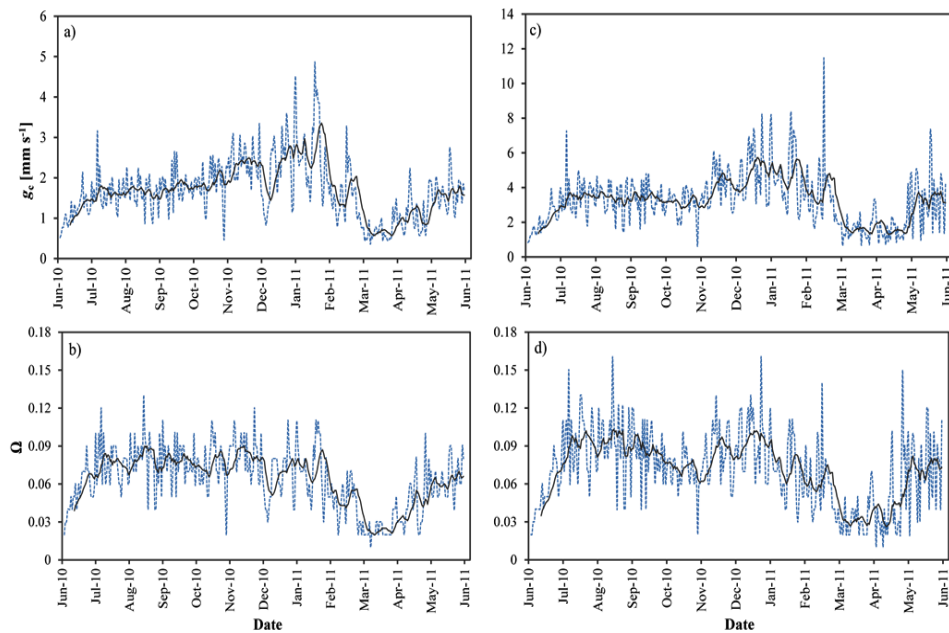 a)
6
5
4
3
2
1
0
g_c [mm s⁻¹]
Jun-10 Jul-10 Aug-10 Sep-10 Oct-10 Nov-10 Dec-10 Jan-11 Feb-11 Mar-11 Apr-11 May-11 Jun-11
c)
14
12
10
8
6
4
2
0
Jun-10 Jul-10 Aug-10 Sep-10 Oct-10 Nov-10 Dec-10 Jan-11 Feb-11 Mar-11 Apr-11 May-11 Jun-11
b)
0.18
0.15
0.12
0.09
0.06
0.03
0
Ω
Jun-10 Jul-10 Aug-10 Sep-10 Oct-10 Nov-10 Dec-10 Jan-11 Feb-11 Mar-11 Apr-11 May-11 Jun-11
Date
d)
0.18
0.15
0.12
0.09
0.06
0.03
0
Jun-10 Jul-10 Aug-10 Sep-10 Oct-10 Nov-10 Dec-10 Jan-11 Feb-11 Mar-11 Apr-11 May-11 Jun-11
Date